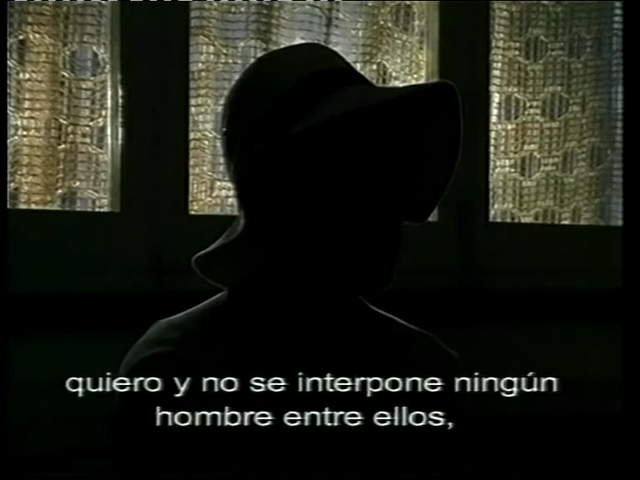 quiero y no se interpone ningún
hombre entre ellos,